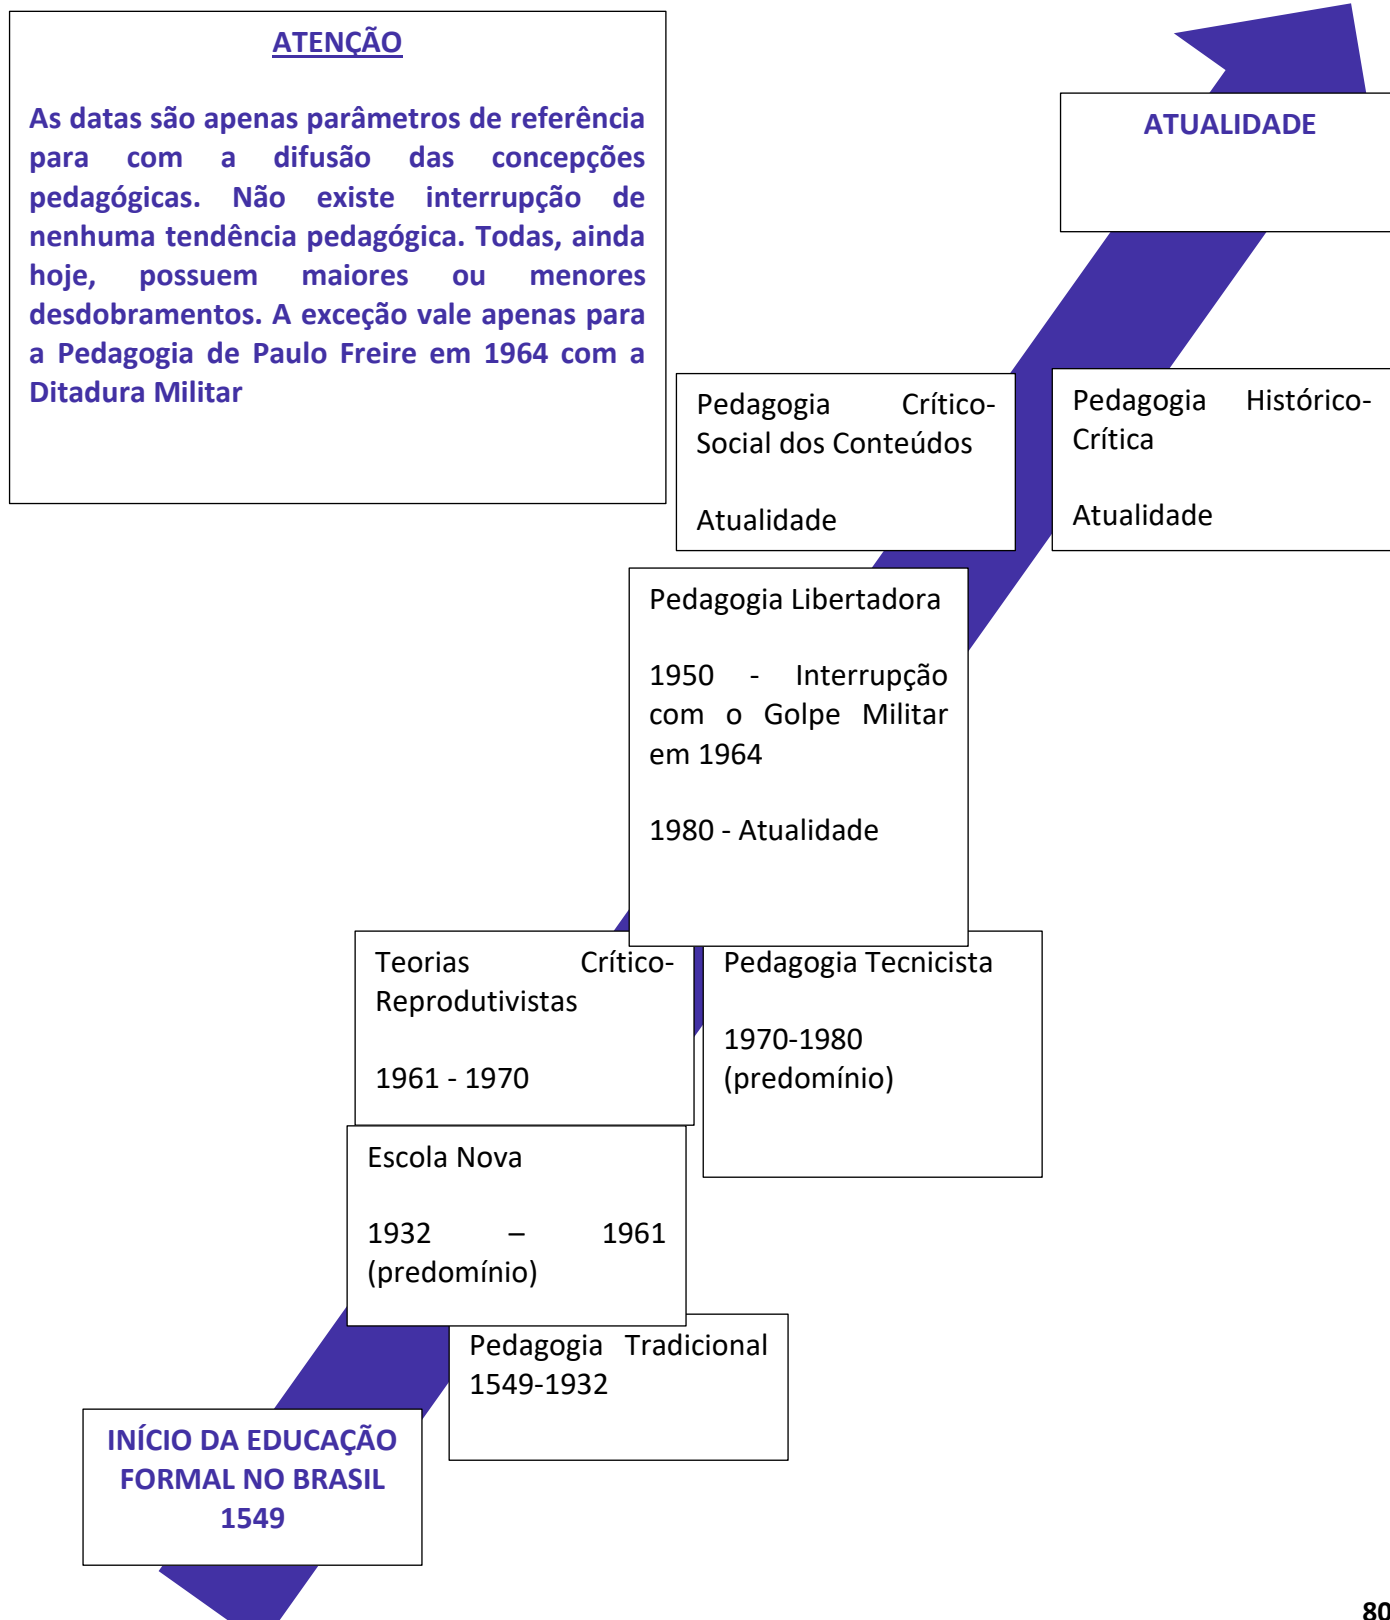 ATENÇÃO
As datas são apenas parâmetros de referência
para com a difusão das concepções
pedagógicas. Não existe interrupção de
nenhuma tendência pedagógica. Todas, ainda
hoje, possuem maiores ou menores
desdobramentos. A exceção vale apenas para
a Pedagogia de Paulo Freire em 1964 com a
Ditadura Militar
ATUALIDADE
Pedagogia Crítico-
Social dos Conteúdos
Atualidade
Pedagogia Histórico-
Crítica
Atualidade
Pedagogia Libertadora
1950 - Interrupção
com o Golpe Militar
em 1964
1980 - Atualidade
Teorias Crítico-
Reprodutivistas
1961 - 1970
Pedagogia Tecnicista
1970-1980
(predomínio)
Escola Nova
1932 – 1961
(predomínio)
Pedagogia Tradicional
1549-1932
INÍCIO DA EDUCAÇÃO
FORMAL NO BRASIL
1549
80